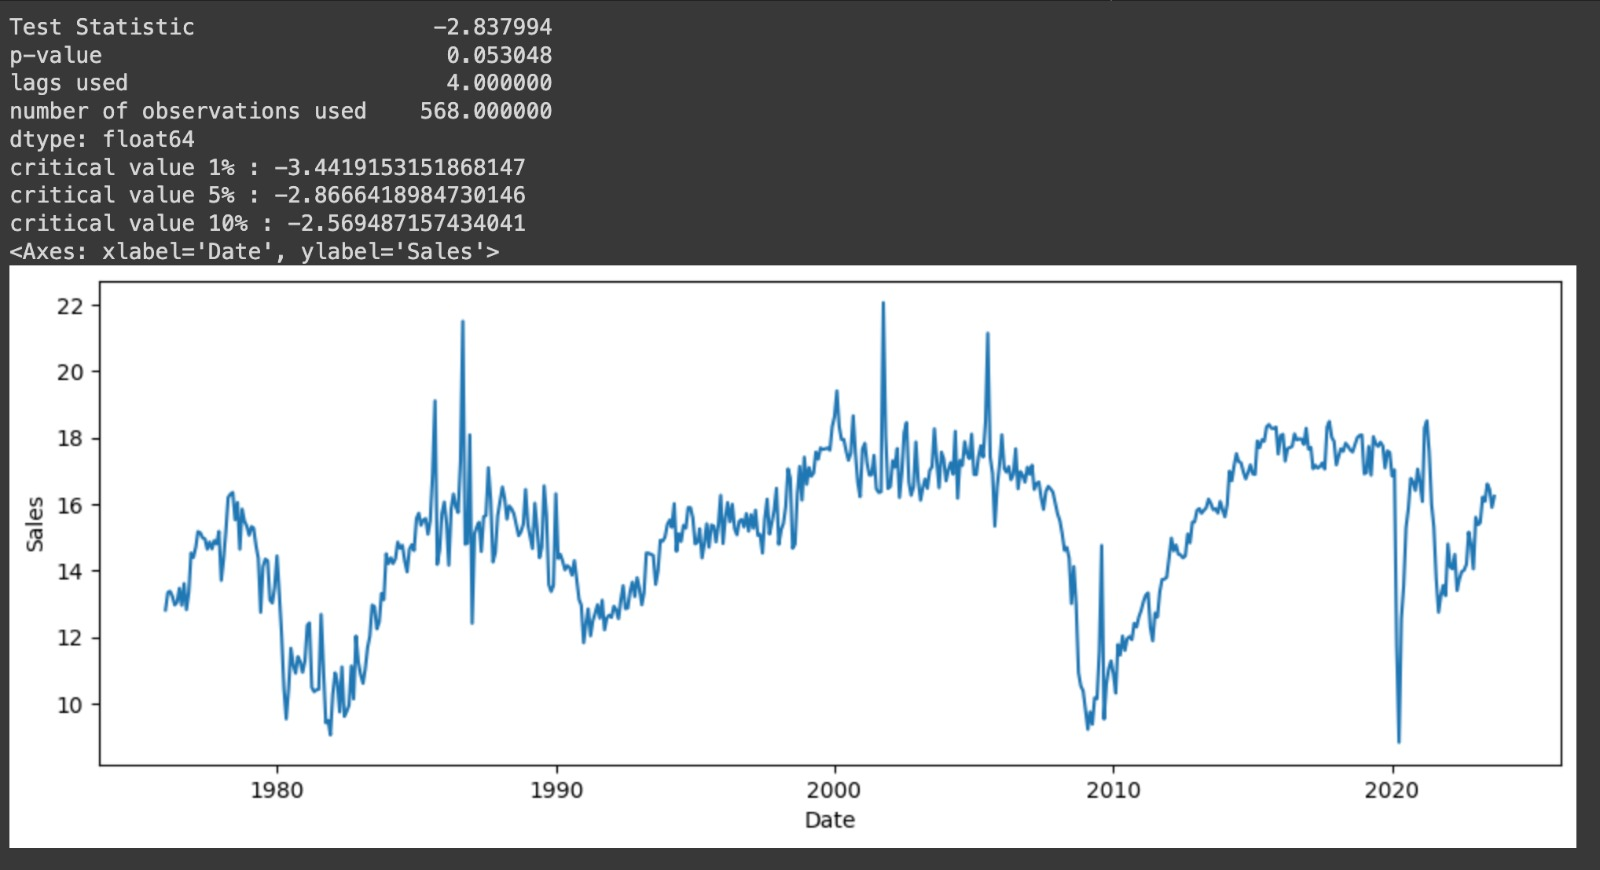 Test Statistic -2.837994
p-value 0.053048
lags used 4.000000
number of observations used 568.000000
dtype: float64
critical value 1% : -3.4419153151868147
critical value 5% : -2.8666418984730146
critical value 10% : -2.569487157434041
<Axes: xlabel='Date', ylabel='Sales'>
22
20
18
16
14
12
10
Sales
1980 1990 2000 2010 2020
Date